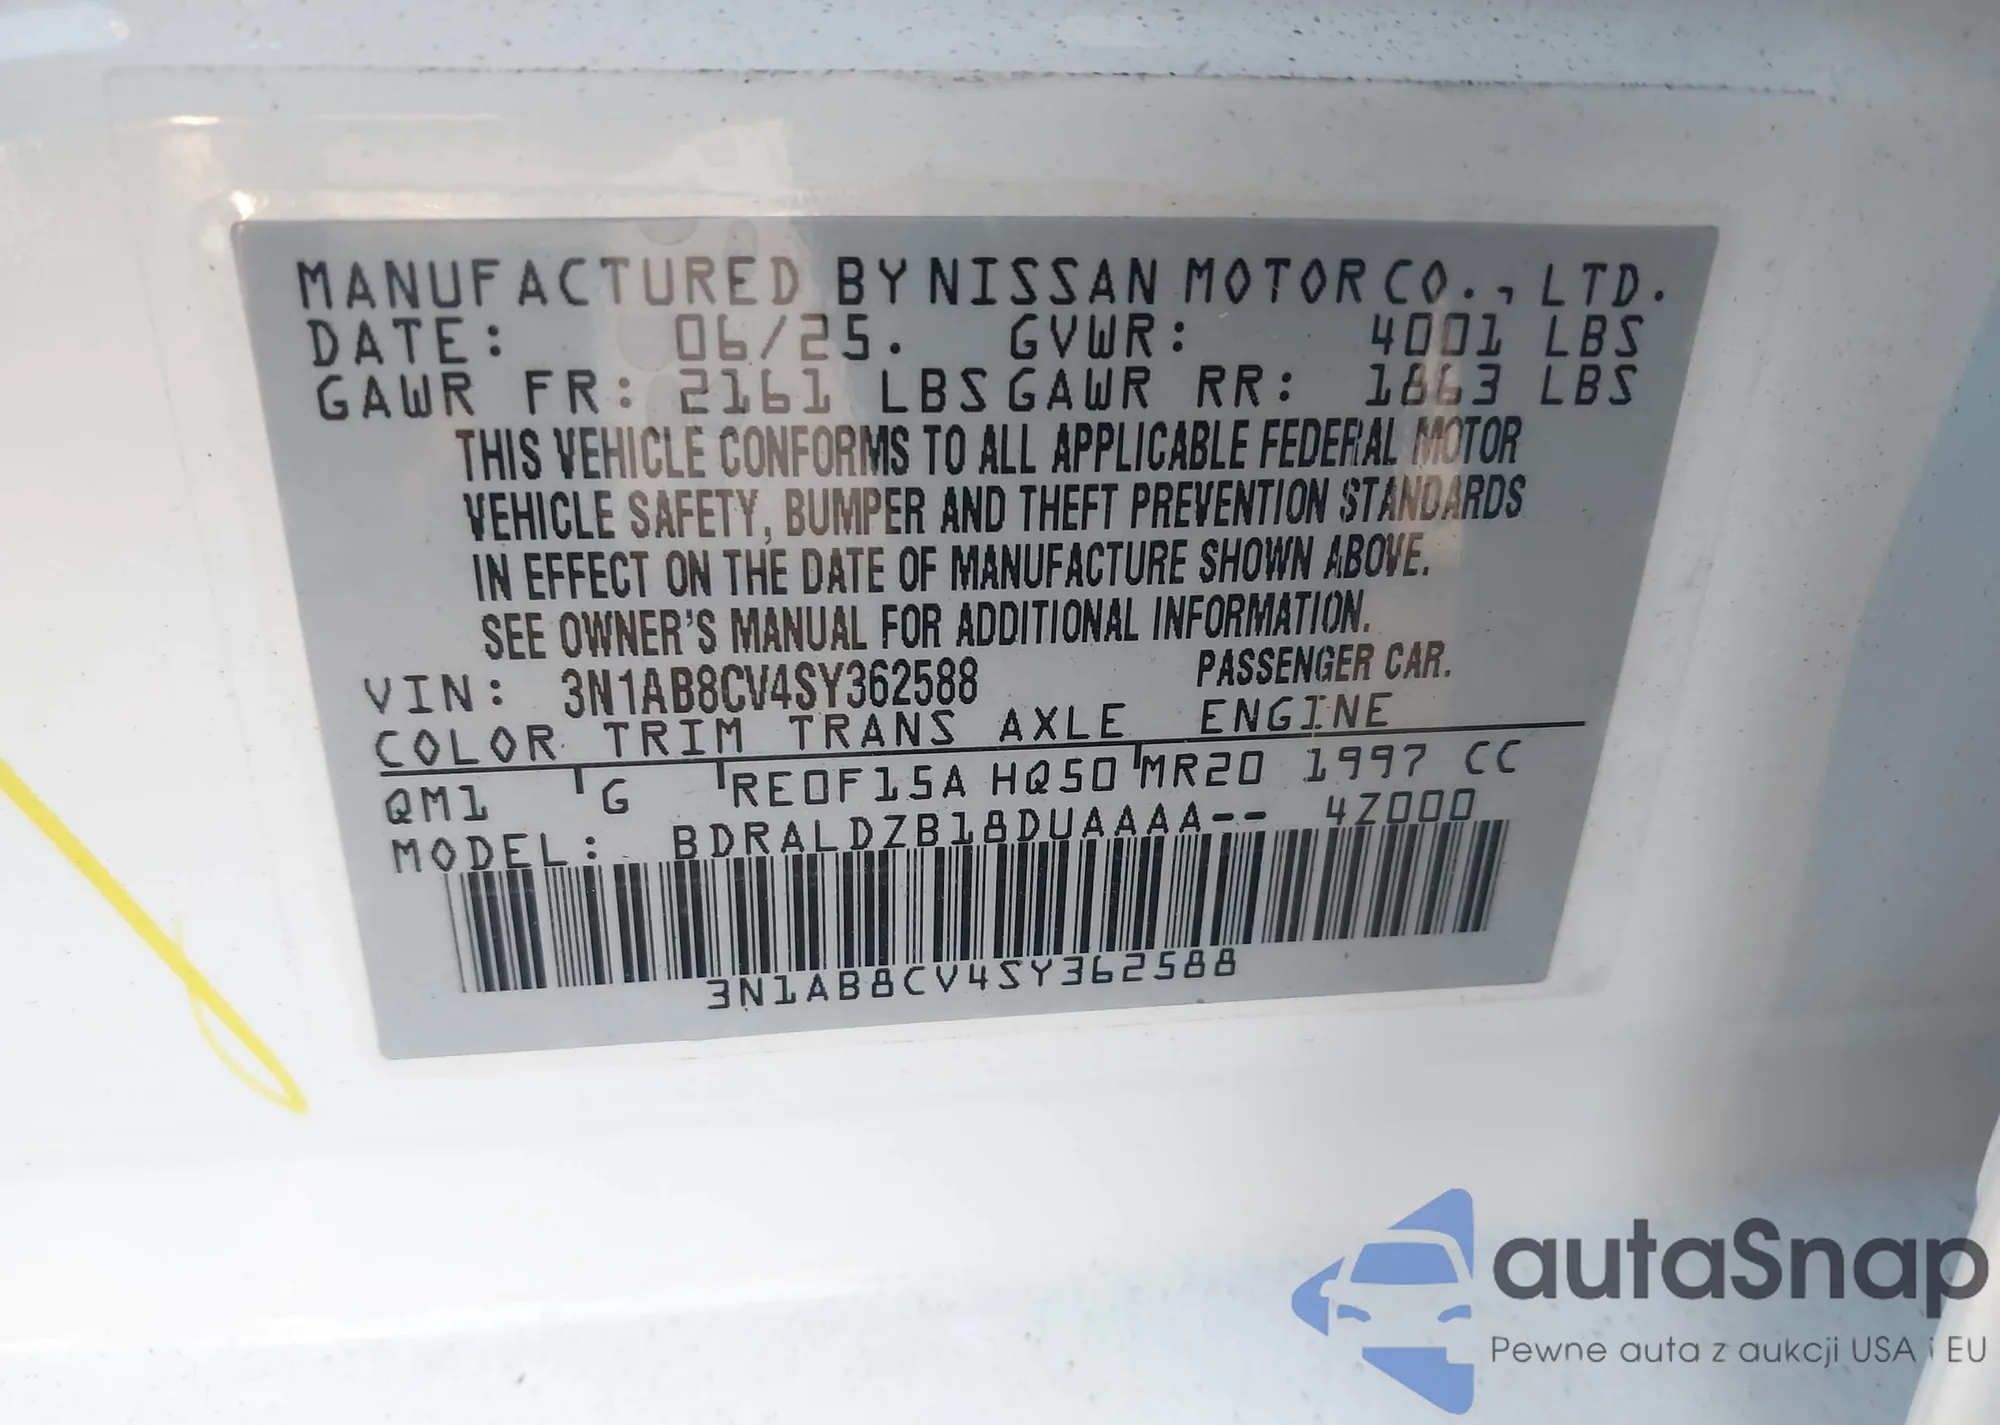 MANUFACTURED BY NISSAN MOTOR CO., LTD.
DATE: 06/25. GVWR: 4001 LBS
GAWR FR: 2161 LBS GAWR RR: 1863 LBS
THIS VEHICLE CONFORMS TO ALL APPLICABLE FEDERAL MOTOR
VEHICLE SAFETY, BUMPER AND THEFT PREVENTION STANDARDS
IN EFFECT ON THE DATE OF MANUFACTURE SHOWN ABOVE.
SEE OWNER'S MANUAL FOR ADDITIONAL INFORMATION.
VIN: 3N1AB8CV4SY362588 PASSENGER CAR.
COLOR TRIM TRANS AXLE ENGINE
QM1 G RE0F15A HQ50 MR20 1997 CC
MODEL: BDRALDZB18DUAAAA-- 4Z000
3N1AB8CV4SY362588
autaSnap
Pewne auta z aukcji USA i EU